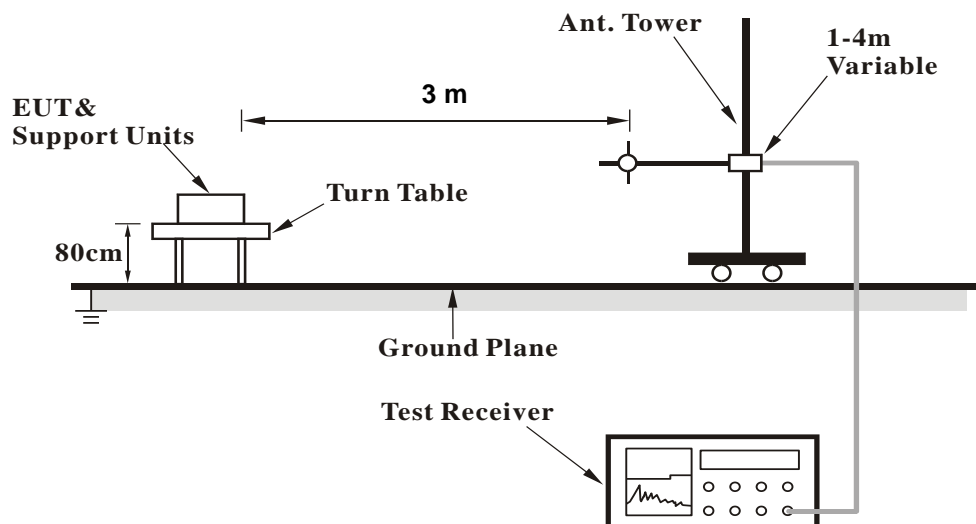 Ant. Tower
1-4m
Variable
3 m
EUT&
Support Units
Turn Table
80cm
Ground Plane
Test Receiver